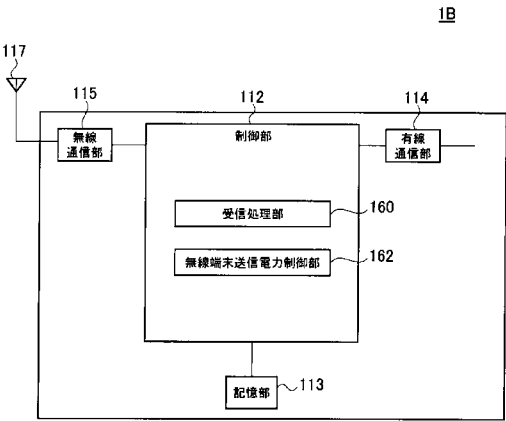 1B
117
115
112
114
無線
通信部
制御部
有線
通信部
受信処理部
160
無線端末送信電力制御部
162
記憶部
113